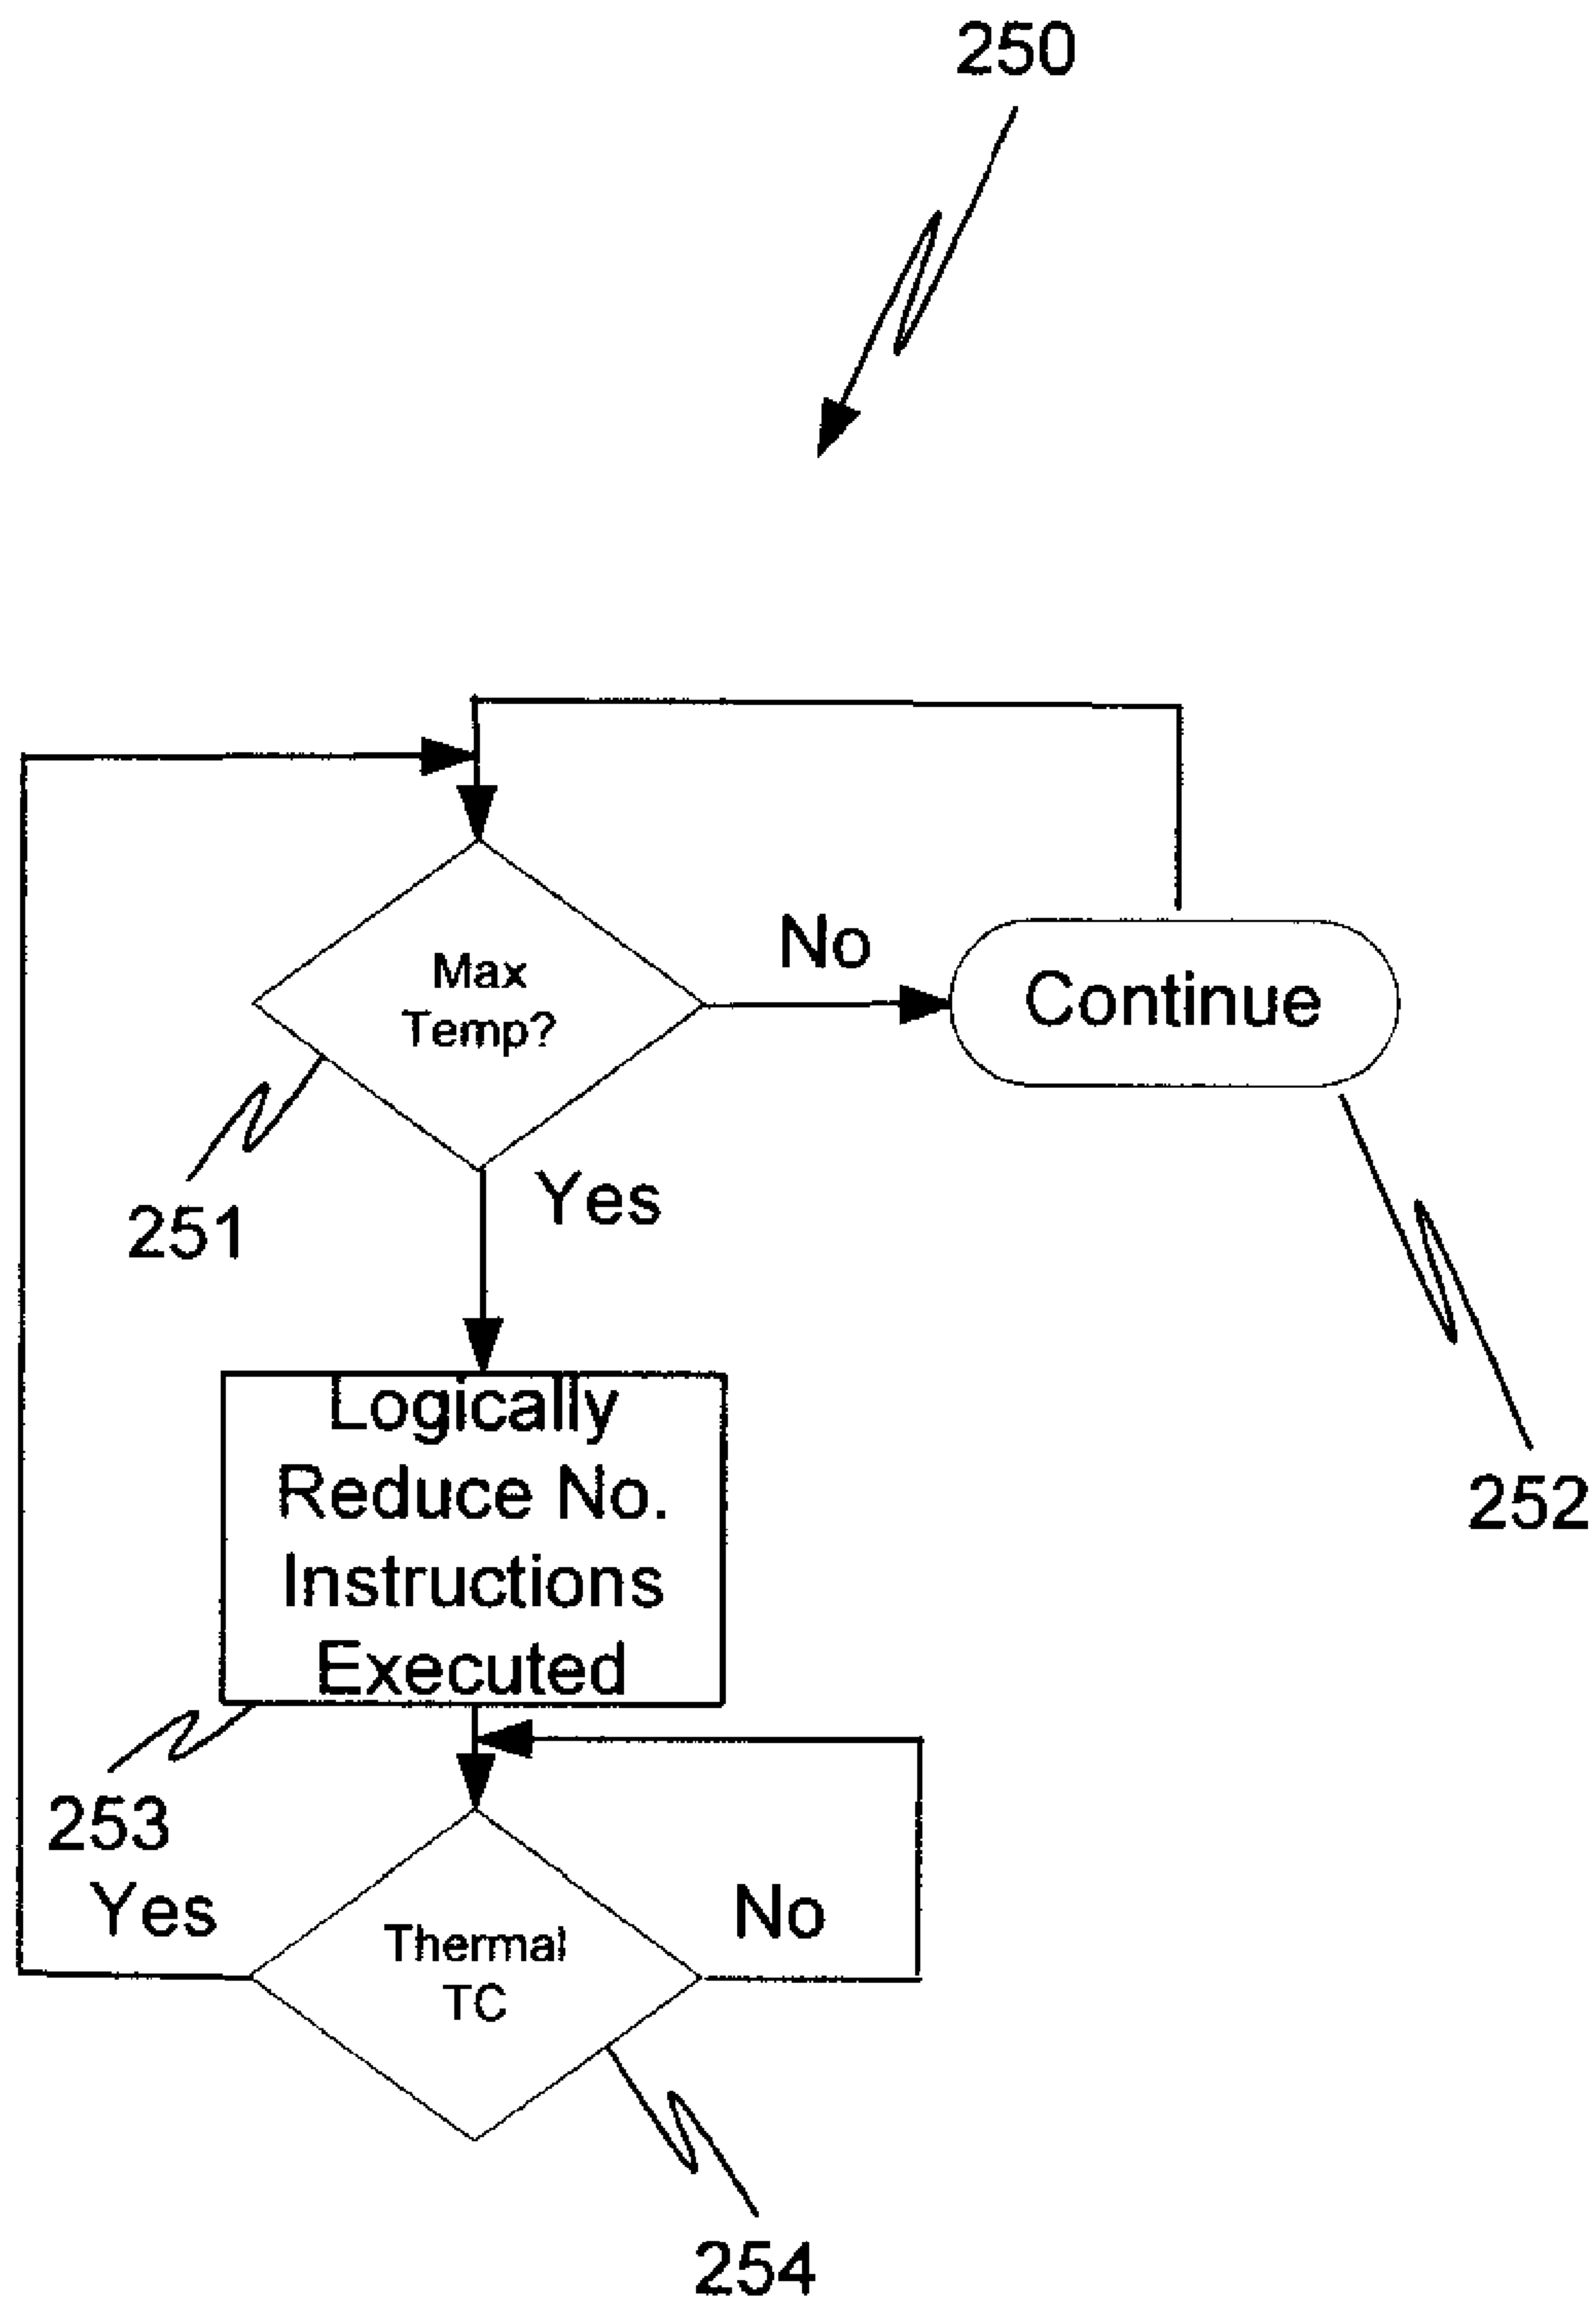 250
Max
Temp?
No
Continue
251
Yes
252
Logically
Reduce No.
Instructions
Executed
253
Yes
Thermal
TC
No
254